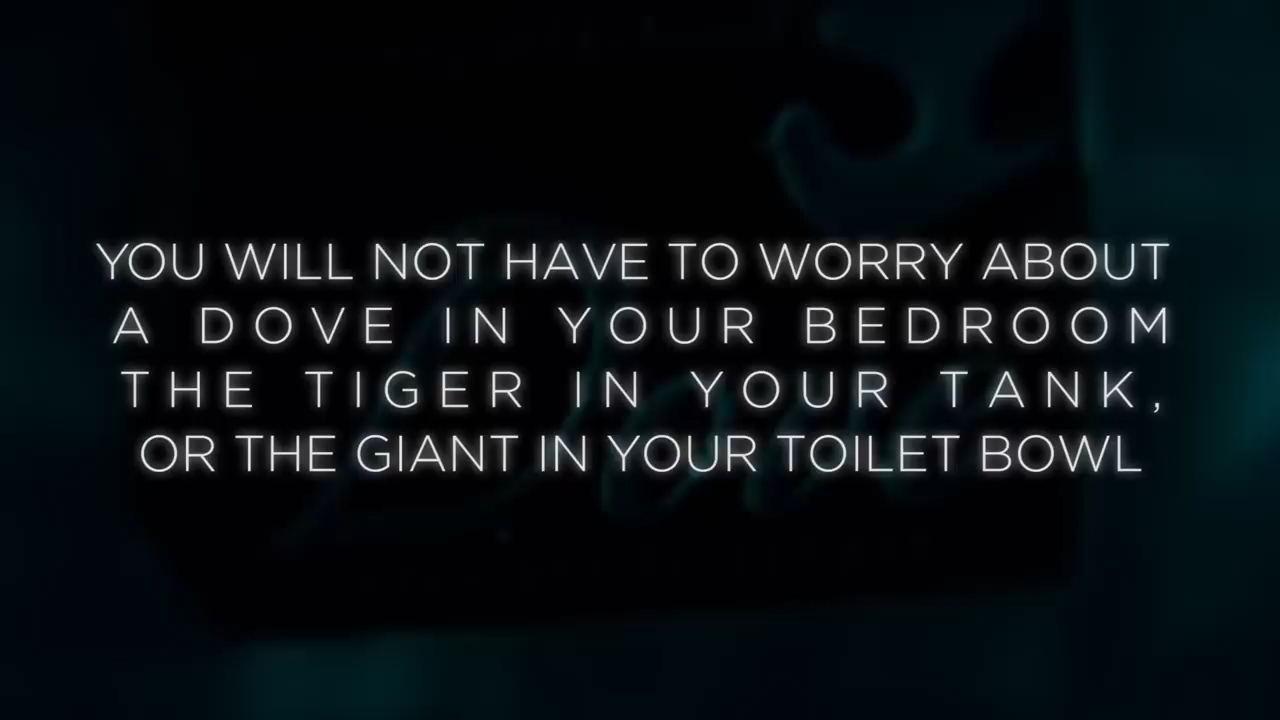 YOU WILL NOT HAVE TO WORRY ABOUT
A DOVE IN YOUR BEDROOM
THE TIGER IN YOUR TANK,
OR THE GIANT IN YOUR TOILET BOWL